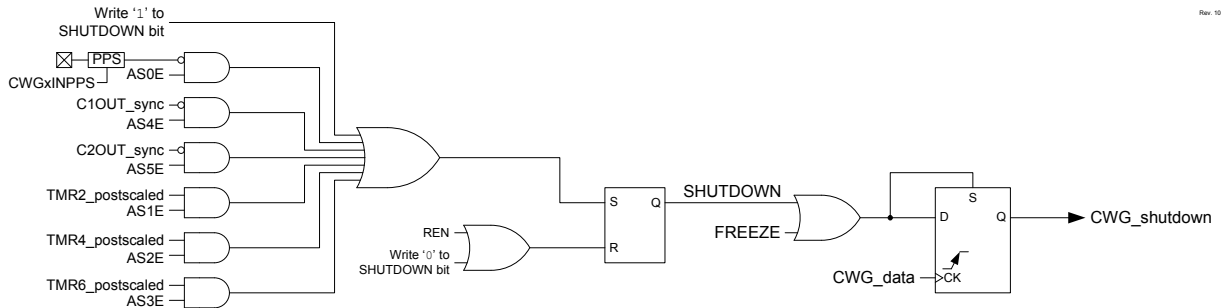 Write ‘1’ to
SHUTDOWN bit
Rev. 10
PPS
AS0E
CWGxINPPS
C1OUT_sync
AS4E
C2OUT_sync
AS5E
TMR2_postscaled
AS1E
TMR4_postscaled
AS2E
TMR6_postscaled
AS3E
REN
Write ‘0’ to
SHUTDOWN bit
S
Q
R
SHUTDOWN
FREEZE
S
D
Q
CK
CWG_data
CWG_shutdown